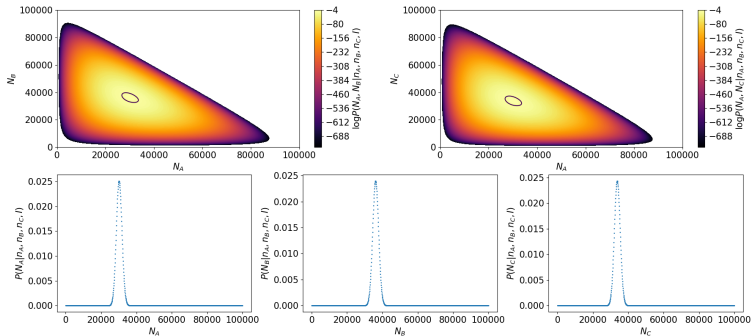 100000
80000
60000
40000
20000
0
N_B
0 20000 40000 60000 80000 100000
N_A
−4
−80
−156
−232
−308
−384
−460
−536
−612
−688
logP(N_A, N_B|n_A, n_B, n_C, I)
100000
80000
60000
40000
20000
0
N_C
0 20000 40000 60000 80000 100000
N_A
−4
−80
−156
−232
−308
−384
−460
−536
−612
−688
logP(N_A, N_C|n_A, n_B, n_C, I)
0.025
0.020
0.015
0.010
0.005
0.000
P(N_A|n_A, n_B, n_C, I)
0 20000 40000 60000 80000 100000
N_A
0.025
0.020
0.015
0.010
0.005
0.000
P(N_B|n_A, n_B, n_C, I)
0 20000 40000 60000 80000 100000
N_B
0.025
0.020
0.015
0.010
0.005
0.000
P(N_C|n_A, n_B, n_C, I)
0 20000 40000 60000 80000 100000
N_C